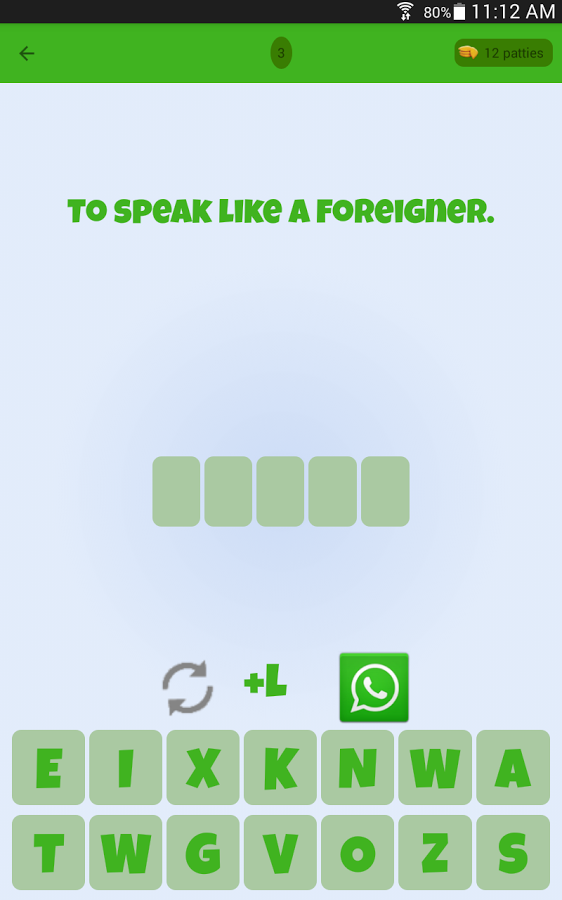 80% 11:12 AM
3
12 patties
To speak like a foreigner.
+L
E I X K N W A
T W G V O Z S